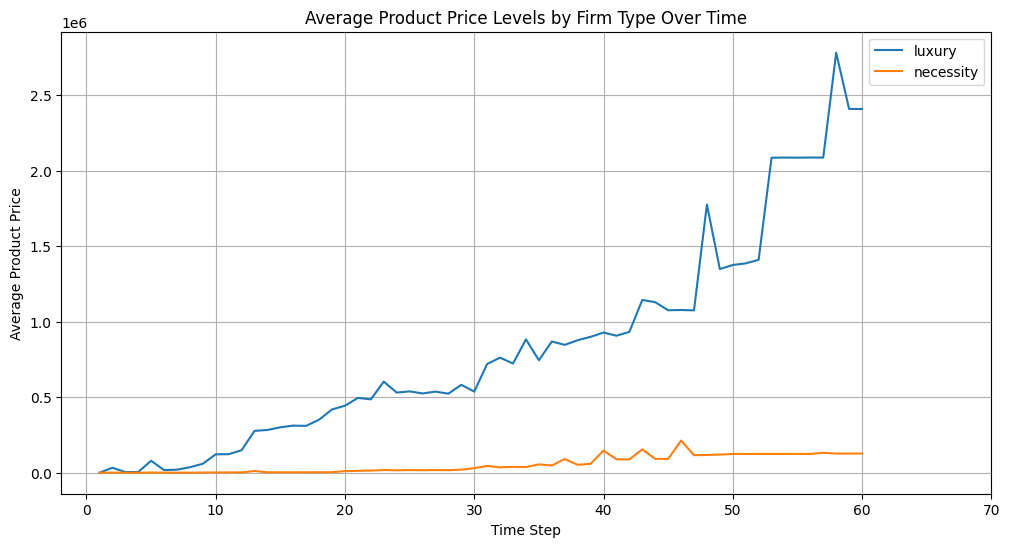 Average Product Price Levels by Firm Type Over Time
1e6
luxury
necessity
2.5
2.0
1.5
1.0
0.5
0.0
Average Product Price
0 10 20 30 40 50 60 70
Time Step